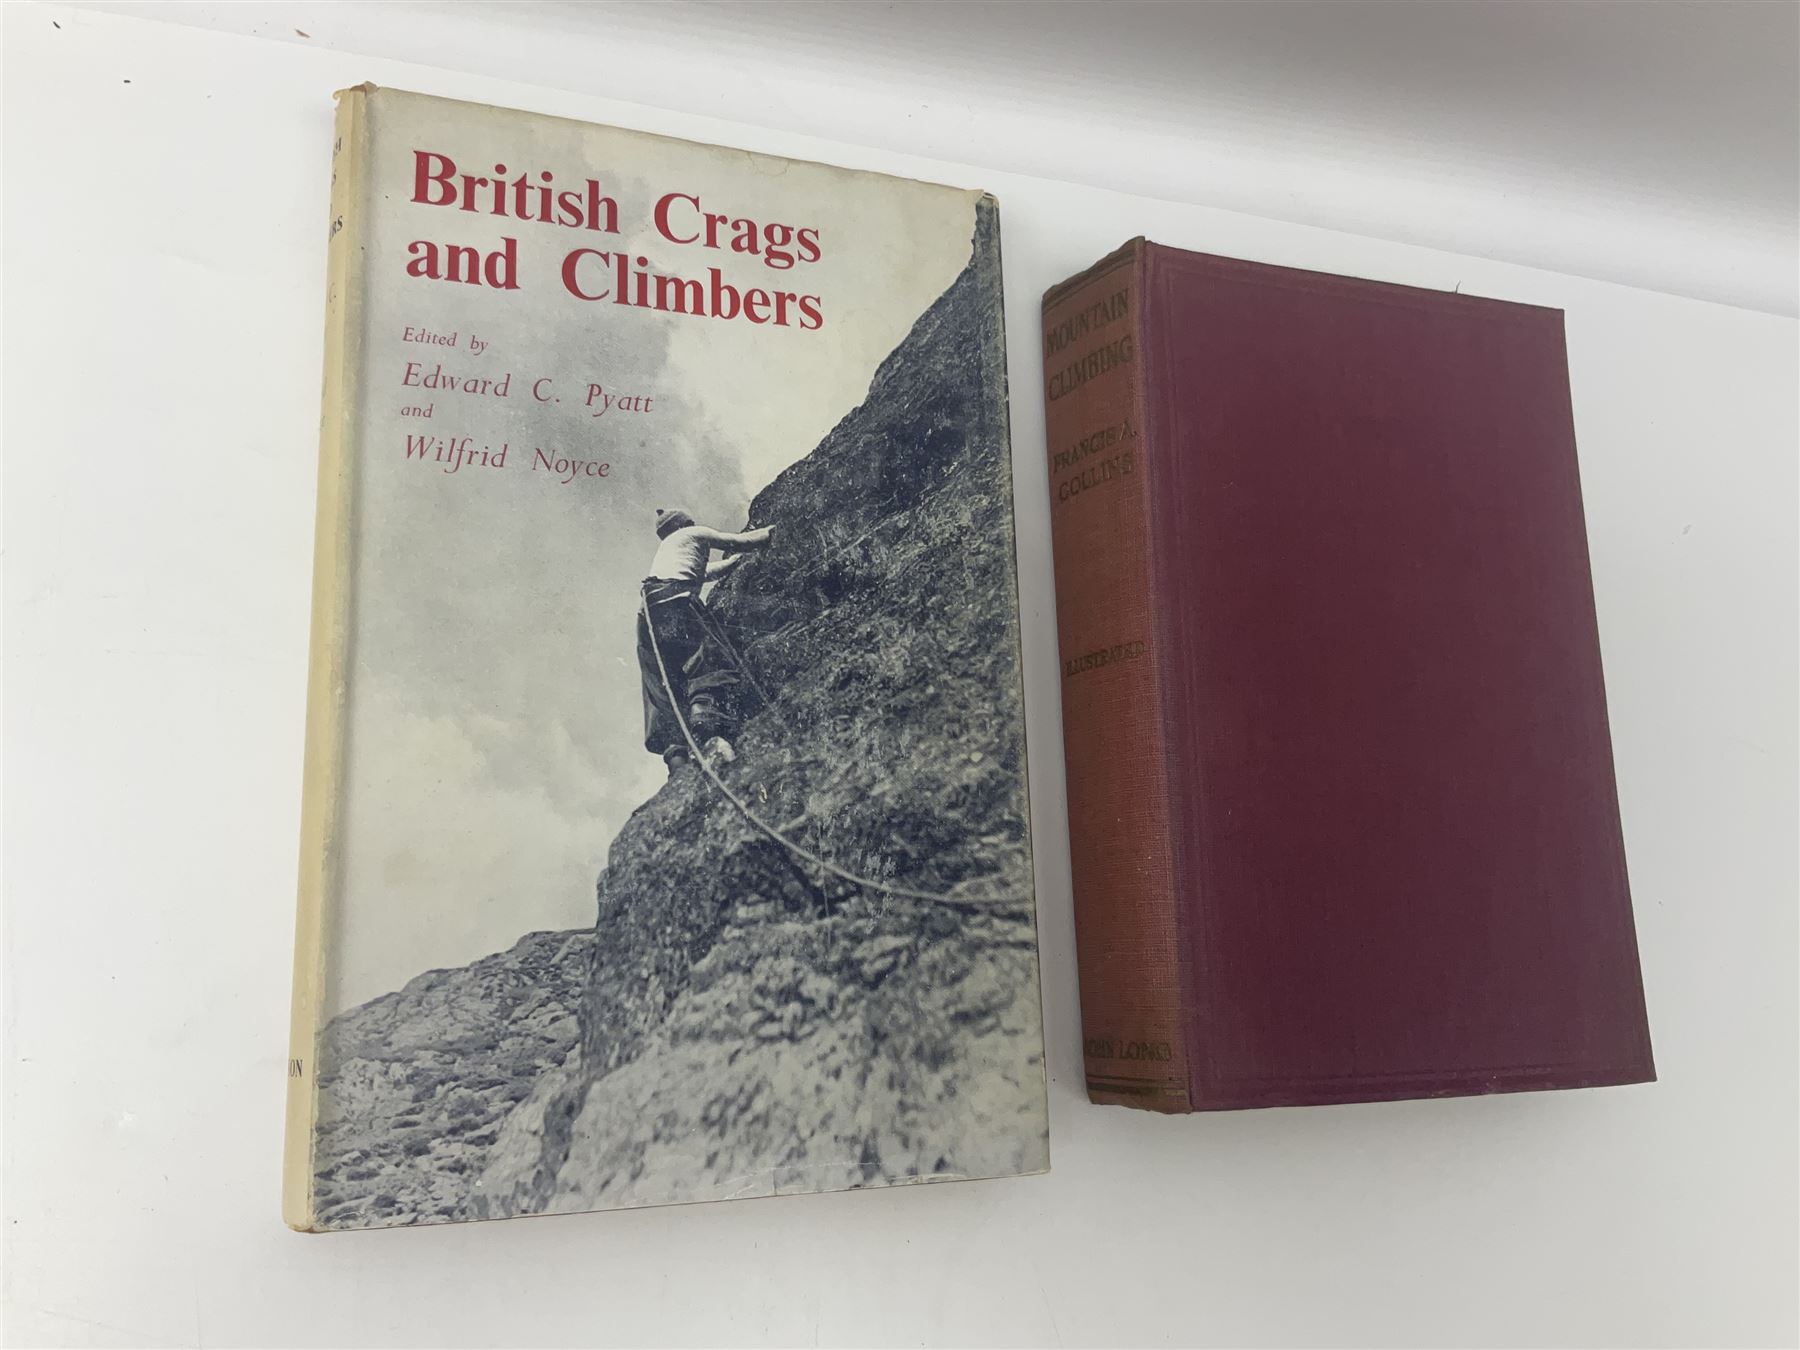 British Crags
and Climbers
Edited by
Edward C. Pyatt
and
Wilfrid Noyce
MOUNTAIN
CLIMBING
FRANCIS A.
COLLINS
ILLUSTRATED
JOHN LONG